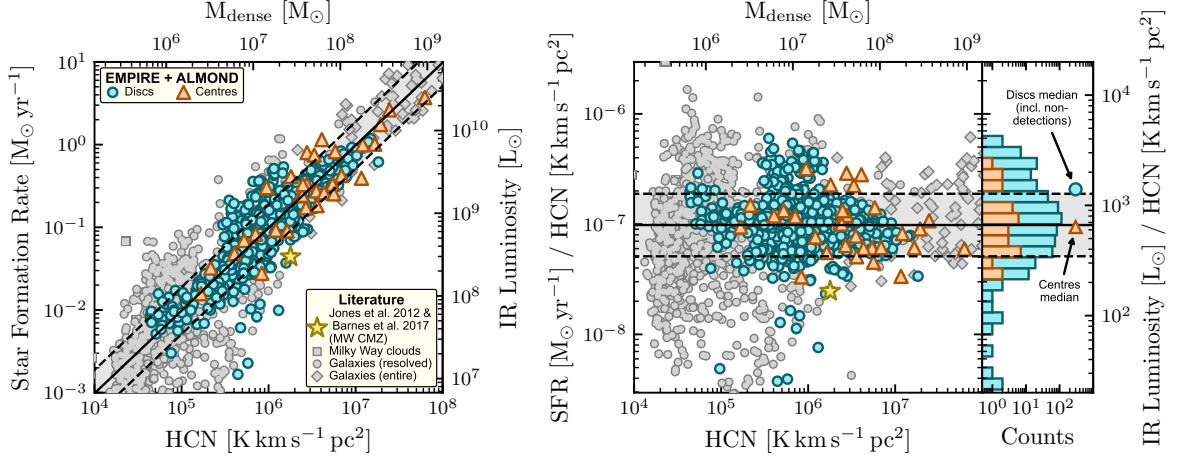 M_dense [M_⊙]
10^6 10^7 10^8 10^9
Star Formation Rate [M_⊙ yr^−1]
10^1
10^0
10^−1
10^−2
10^−3
EMPIRE + ALMOND
Discs Centres
Literature
Jones et al. 2012 &
Barnes et al. 2017
(MW CMZ)
Milky Way clouds
Galaxies (resolved)
Galaxies (entire)
10^10
10^9
10^8
10^7
IR Luminosity [L_⊙]
10^4 10^5 10^6 10^7 10^8
HCN [K km s^−1 pc^2]
M_dense [M_⊙]
10^6 10^7 10^8 10^9
SFR [M_⊙ yr^−1] / HCN [K km s^−1 pc^2]
10^−6
10^−7
10^−8
10^4 10^5 10^6 10^7
HCN [K km s^−1 pc^2]
Discs median
(incl. non-
detections)
Centres
median
10^0 10^1 10^2
Counts
10^4
10^3
10^2
IR Luminosity [L_⊙] / HCN [K km s^−1 pc^2]